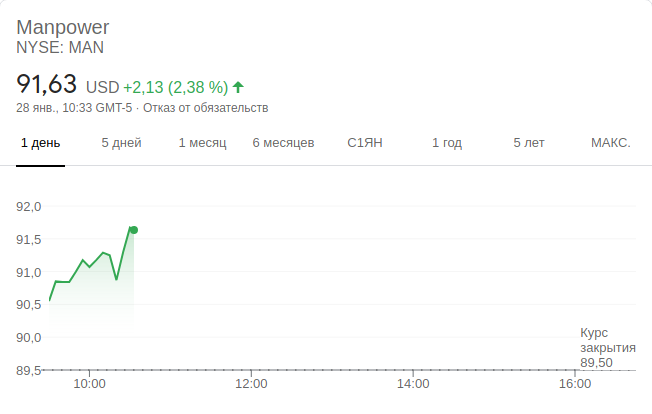 Manpower
NYSE: MAN
91,63 USD +2,13 (2,38 %)
28 янв., 10:33 GMT-5 · Отказ от обязательств
1 день 5 дней 1 месяц 6 месяцев С1ЯН 1 год 5 лет МАКС.
92,0
91,5
91,0
90,5
90,0
89,5
Курс
закрытия
89,50
10:00 12:00 14:00 16:00